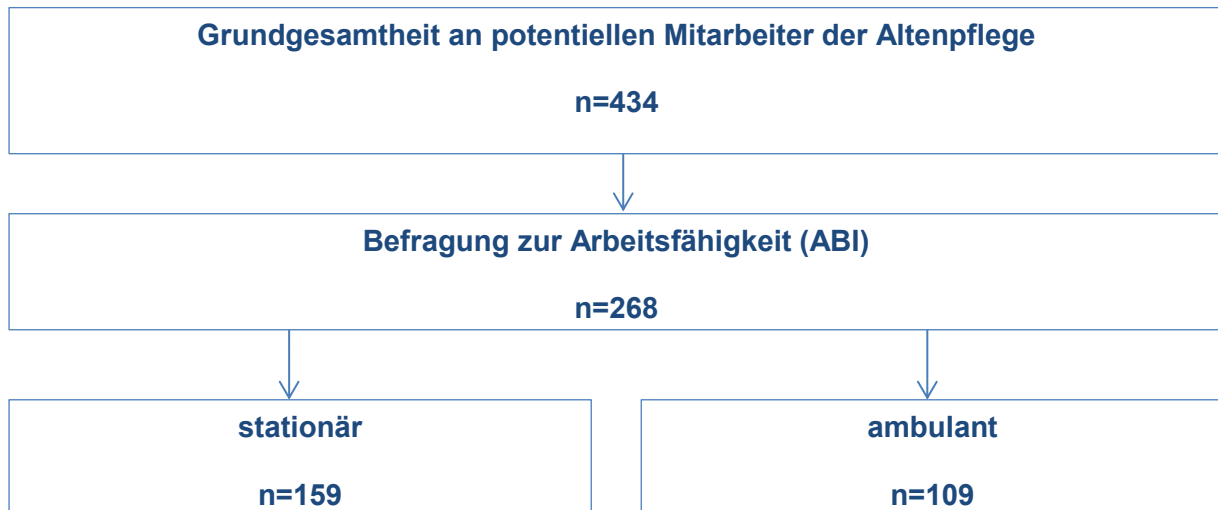 Grundgesamtheit an potentiellen Mitarbeiter der Altenpflege
n=434
Befragung zur Arbeitsfähigkeit (ABI)
n=268
stationär
n=159
ambulant
n=109